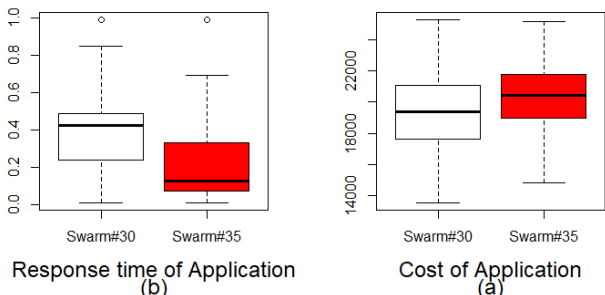 1.0
0.8
0.6
0.4
0.2
0.0
Swarm#30 Swarm#35
Response time of Application
(b)
22000
18000
14000
Swarm#30 Swarm#35
Cost of Application
(a)